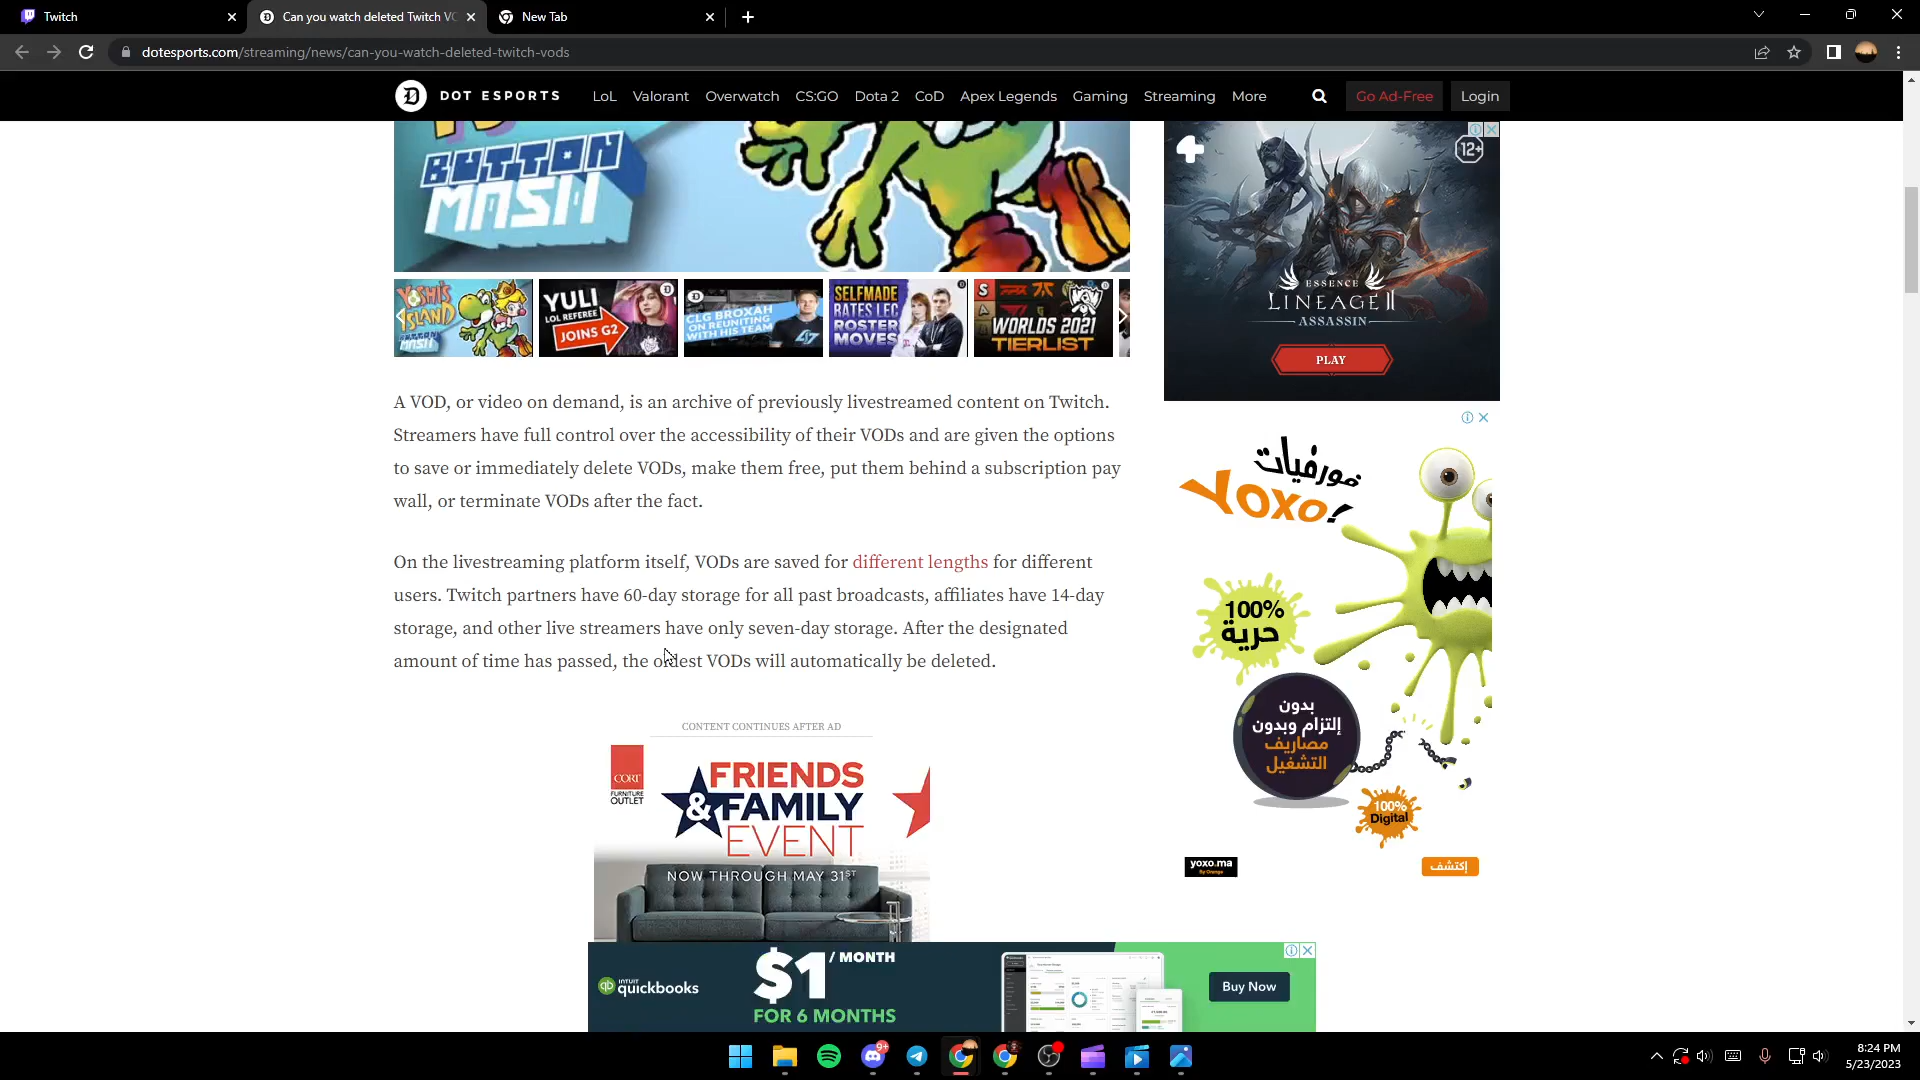 Twitch
Can you watch deleted Twitch VO
New Tab
dotesports.com/streaming/news/can-you-watch-deleted-twitch-vods
DOT ESPORTS
LoL Valorant Overwatch CS:GO Dota 2 CoD Apex Legends Gaming Streaming More
Go Ad-Free
Login
BUTTON
MASH
12+
ESSENCE
LINEAGE II
ASSASSIN
PLAY
YOSHI'S
ISLAND
BUTTON
MASH
YULI
LOL REFEREE
JOINS G2
CLG BROXAH
ON REUNITING
WITH HIS TEAM
SELFMADE
RATES LEC
ROSTER
MOVES
S
A
WORLDS 2021
TIERLIST
A VOD, or video on demand, is an archive of previously livestreamed content on Twitch.
Streamers have full control over the accessibility of their VODs and are given the options
to save or immediately delete VODs, make them free, put them behind a subscription pay
wall, or terminate VODs after the fact.
On the livestreaming platform itself, VODs are saved for different lengths for different
users. Twitch partners have 60-day storage for all past broadcasts, affiliates have 14-day
storage, and other live streamers have only seven-day storage. After the designated
amount of time has passed, the oldest VODs will automatically be deleted.
CONTENT CONTINUES AFTER AD
CORT
FURNITURE
OUTLET
FRIENDS
& FAMILY
EVENT
NOW THROUGH MAY 31ST
ظورفيات
YOXO!
100%
حرية
بدون
إلتزام وبدون
مصاريف
التشغيل
100%
Digital
yoxo.ma
By Orange
إكتشف
intuit
qb quickbooks
$1 / MONTH
FOR 6 MONTHS
Buy Now
9+
8:24 PM
5/23/2023